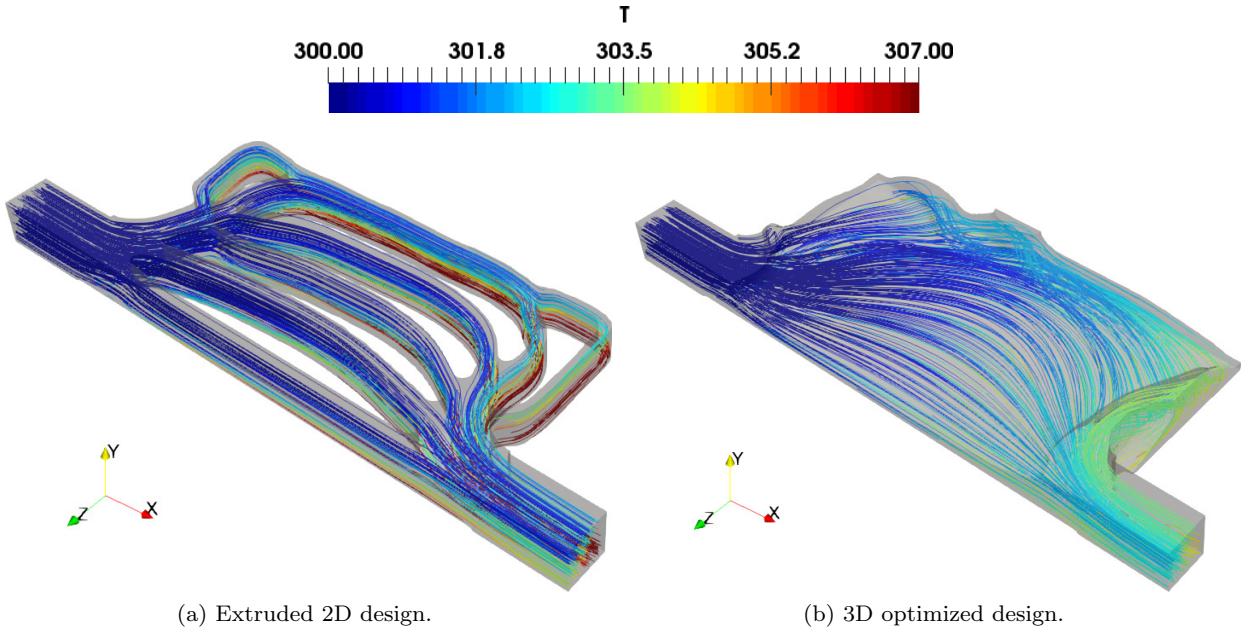 T
300.00 301.8 303.5 305.2 307.00
Y
X
Z
Y
X
Z
(a) Extruded 2D design.
(b) 3D optimized design.